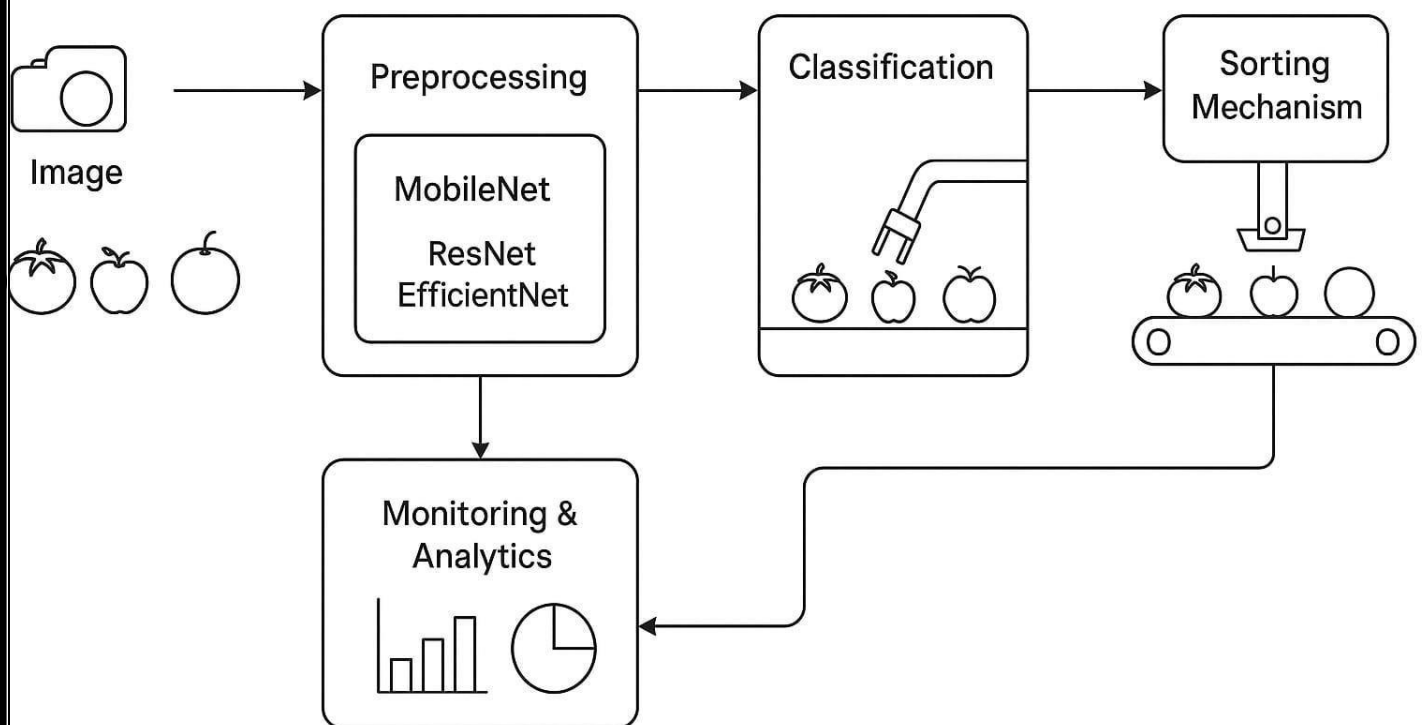 Image
Preprocessing
MobileNet
ResNet
EfficientNet
Classification
Sorting
Mechanism
Monitoring &
Analytics